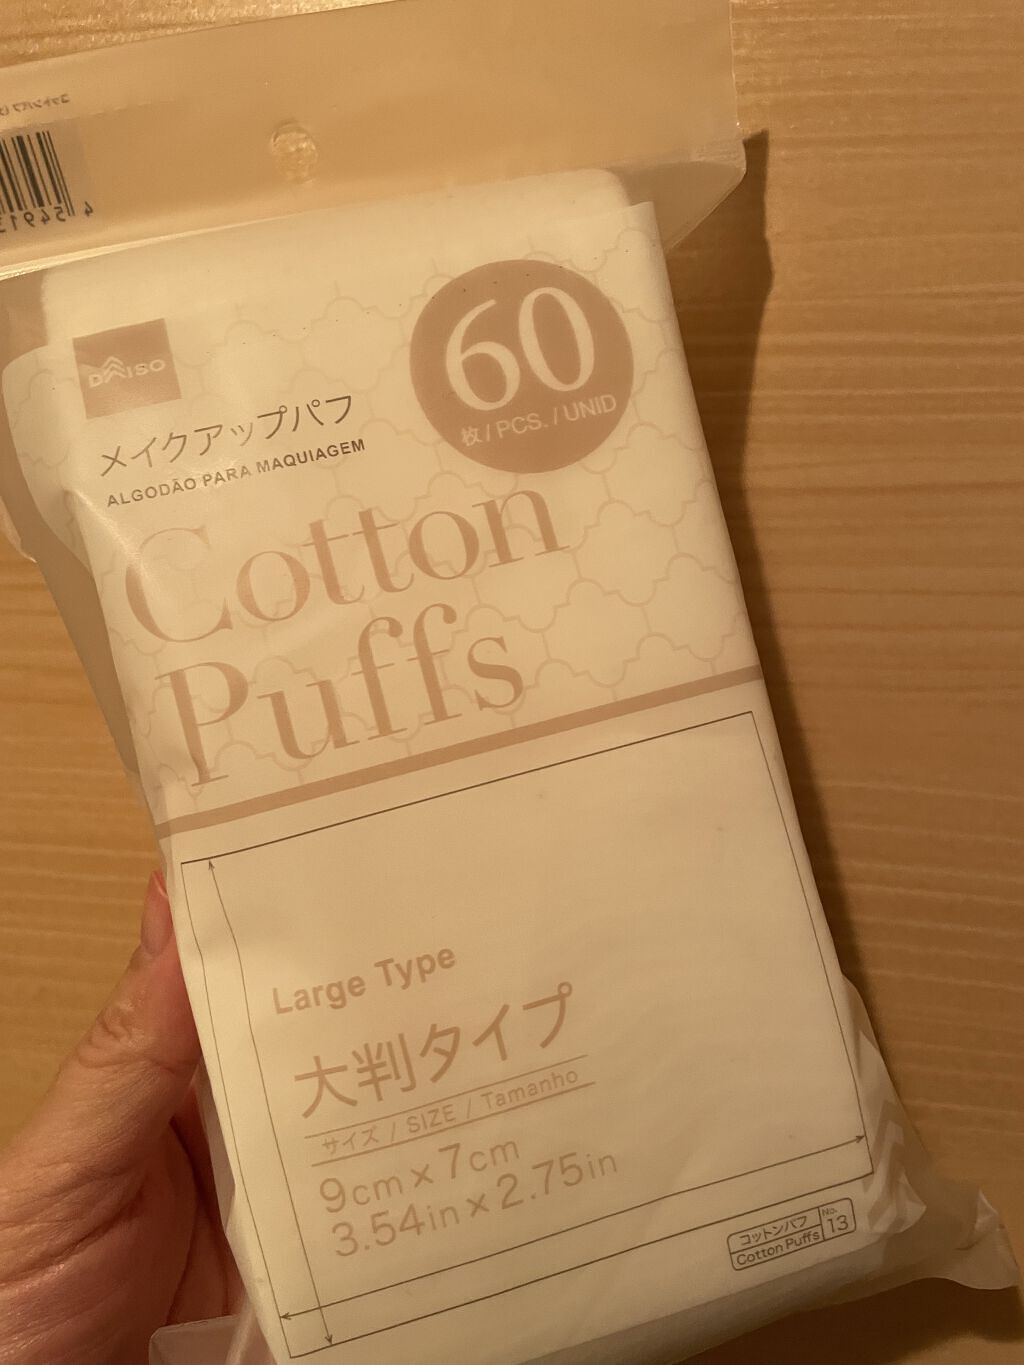 DAISO
メイクアップパフ
ALGODÃO PARA MAQUIAGEM
60
枚/PCS./UNID
Cotton
Puffs
Large Type
大判タイプ
サイズ / SIZE / Tamanho
9cm×7cm
3.54in×2.75in
コットンパフ
Cotton Puffs
No.
13